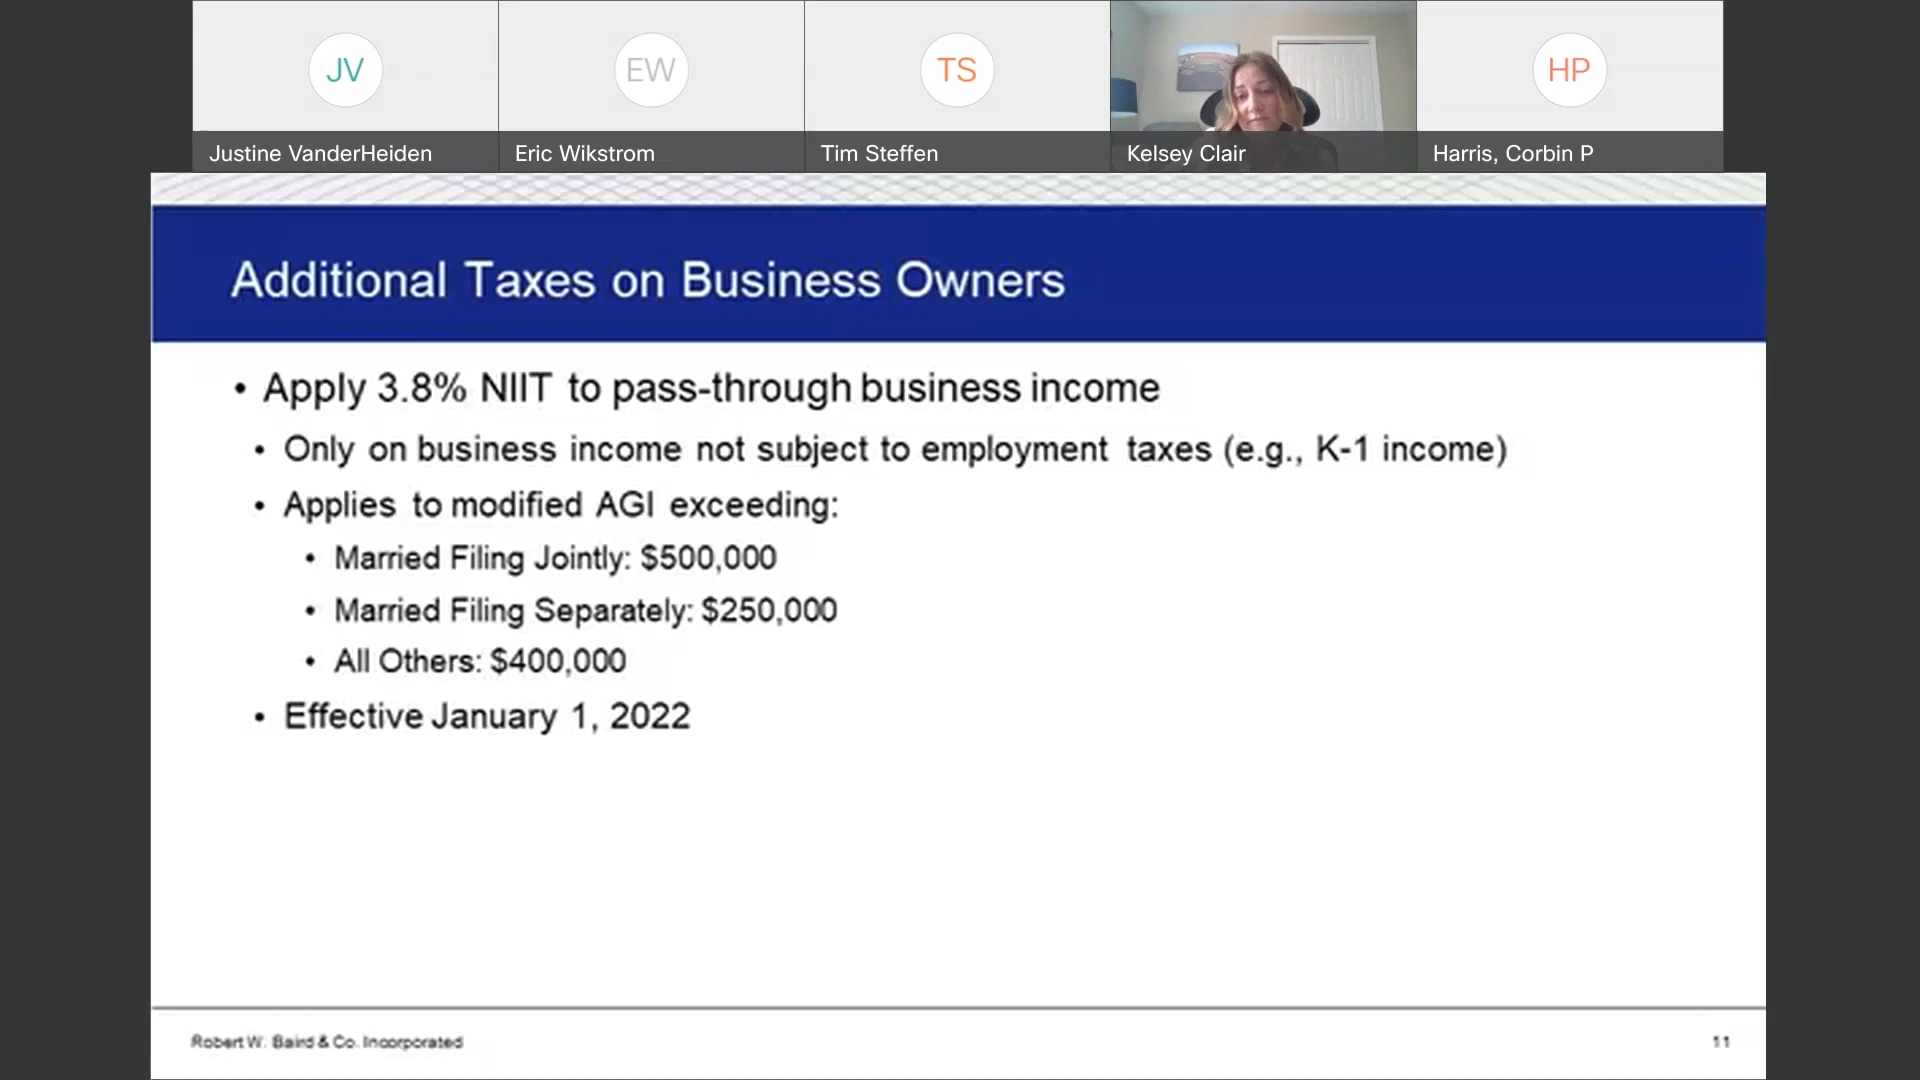 JV
EW
TS
HP
Justine VanderHeiden
Eric Wikstrom
Tim Steffen
Kelsey Clair
Harris, Corbin P
Additional Taxes on Business Owners
• Apply 3.8% NIIT to pass-through business income
• Only on business income not subject to employment taxes (e.g., K-1 income)
• Applies to modified AGI exceeding:
• Married Filing Jointly: $500,000
• Married Filing Separately: $250,000
• All Others: $400,000
• Effective January 1, 2022
Robert W. Baird & Co. Incorporated
11